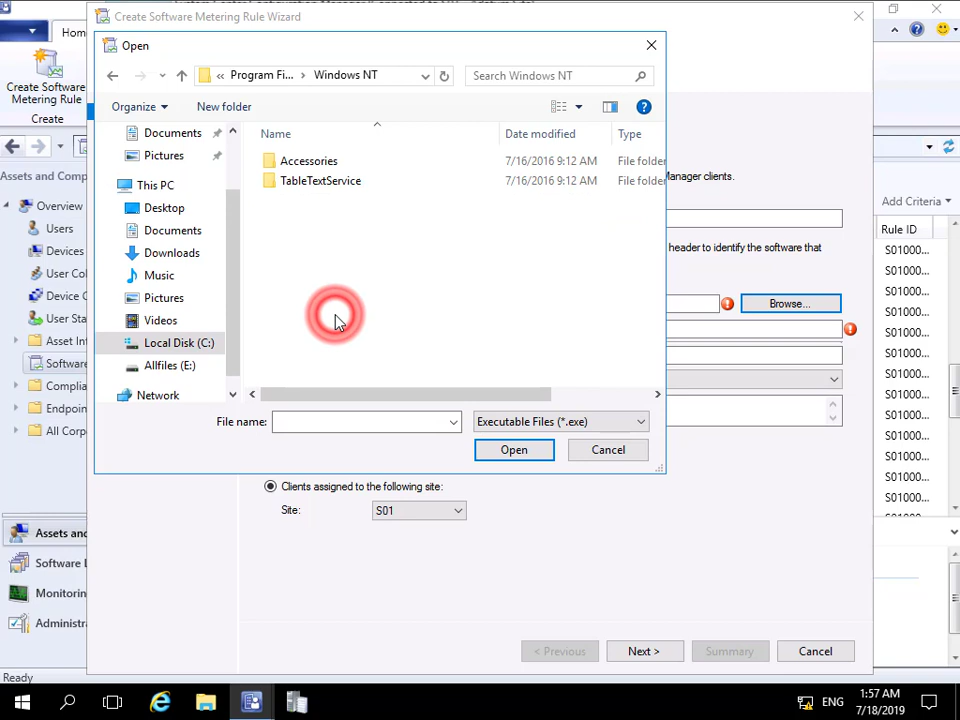 Create Software Metering Rule Wizard
Hom
Open
« Program Fi... › Windows NT
Search Windows NT
Create Software
Metering Rule
Create
Organize
New folder
Documents
Pictures
This PC
Desktop
Documents
Downloads
Music
Pictures
Videos
Local Disk (C:)
Allfiles (E:)
Network
Name
Date modified
Type
Accessories
7/16/2016 9:12 AM
File folder
TableTextService
7/16/2016 9:12 AM
File folder
File name:
Executable Files (*.exe)
Open
Cancel
Manager clients.
header to identify the software that
Browse...
Clients assigned to the following site:
Site:
S01
< Previous
Next >
Summary
Cancel
Assets and Compl
Overview
Users
Devices
User Col
Device C
User Sta
Asset Int
Software
Complia
Endpoin
All Corp
Assets and
Software L
Monitorin
Administra
Ready
Add Criteria
Rule ID
S01000...
S01000...
S01000...
S01000...
S01000...
S01000...
S01000...
S01000...
S01000...
S01000...
S01000...
S01000...
S01000...
ENG
1:57 AM
7/18/2019